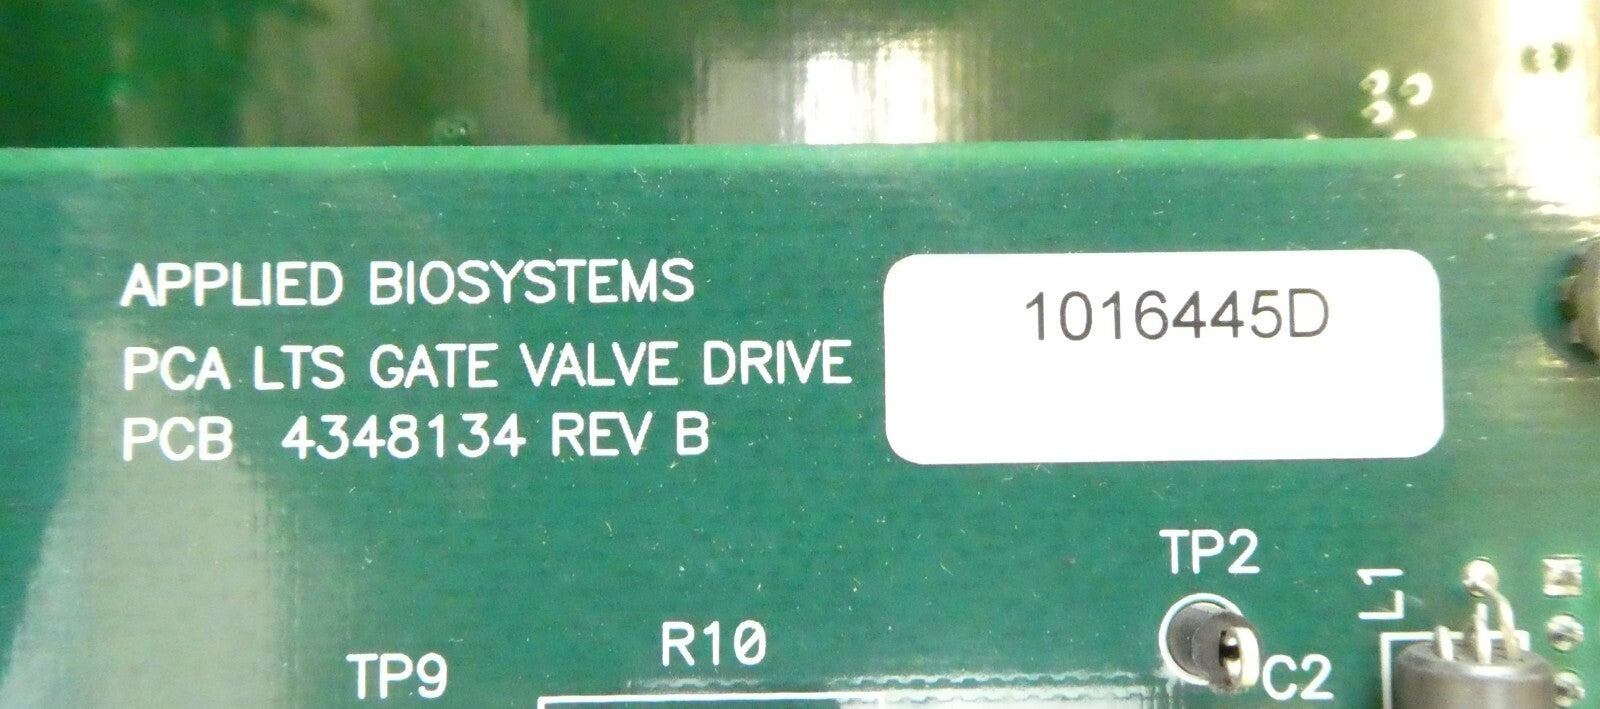 APPLIED BIOSYSTEMS
PCA LTS GATE VALVE DRIVE
PCB 4348134 REV B
1016445D
TP2
L1
R10
TP9
C2